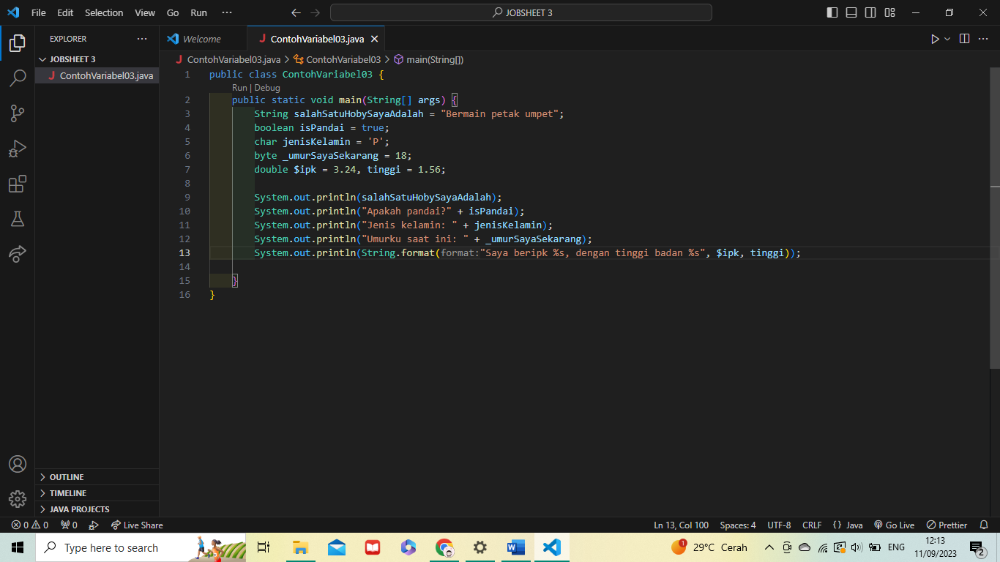 File Edit Selection View Go Run ··· JOBSHEET 3
EXPLORER ···
JOBSHEET 3
J ContohVariabel03.java
Welcome J ContohVariabel03.java
J ContohVariabel03.java > ContohVariabel03 > main(String[])
1 public class ContohVariabel03 {
Run | Debug
2 public static void main(String[] args) {
3 String salahSatuHobySayaAdalah = "Bermain petak umpet";
4 boolean isPandai = true;
5 char jenisKelamin = 'P';
6 byte _umurSayaSekarang = 18;
7 double $ipk = 3.24, tinggi = 1.56;
8
9 System.out.println(salahSatuHobySayaAdalah);
10 System.out.println("Apakah pandai?" + isPandai);
11 System.out.println("Jenis kelamin: " + jenisKelamin);
12 System.out.println("Umurku saat ini: " + _umurSayaSekarang);
13 System.out.println(String.format(format:"Saya beripk %s, dengan tinggi badan %s", $ipk, tinggi));
14
15 }
16 }
OUTLINE
TIMELINE
JAVA PROJECTS
0 0 0 Live Share Ln 13, Col 100 Spaces: 4 UTF-8 CRLF {} Java Go Live Prettier
Type here to search 1 29°C Cerah ENG 12:13
11/09/2023 2